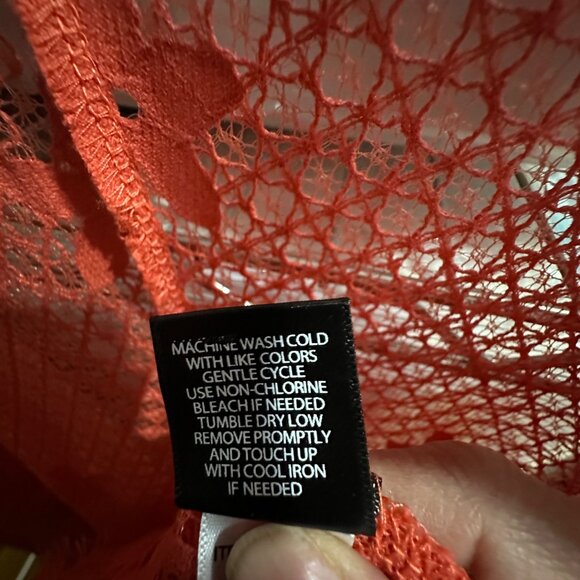 MACHINE WASH COLD
WITH LIKE COLORS
GENTLE CYCLE
USE NON-CHLORINE
BLEACH IF NEEDED
TUMBLE DRY LOW
REMOVE PROMPTLY
AND TOUCH UP
WITH COOL IRON
IF NEEDED